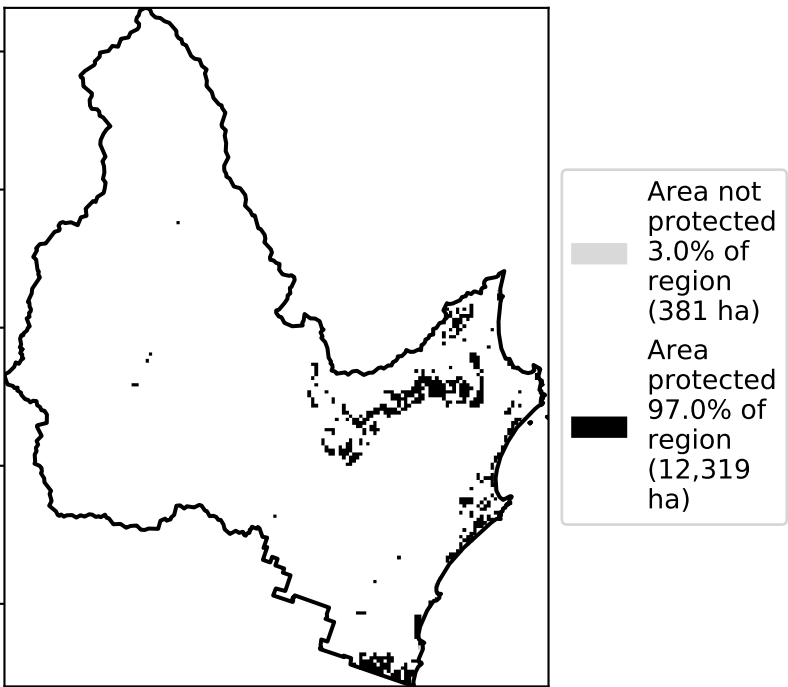 Area not
protected
3.0% of
region
(381 ha)
Area
protected
97.0% of
region
(12,319
ha)